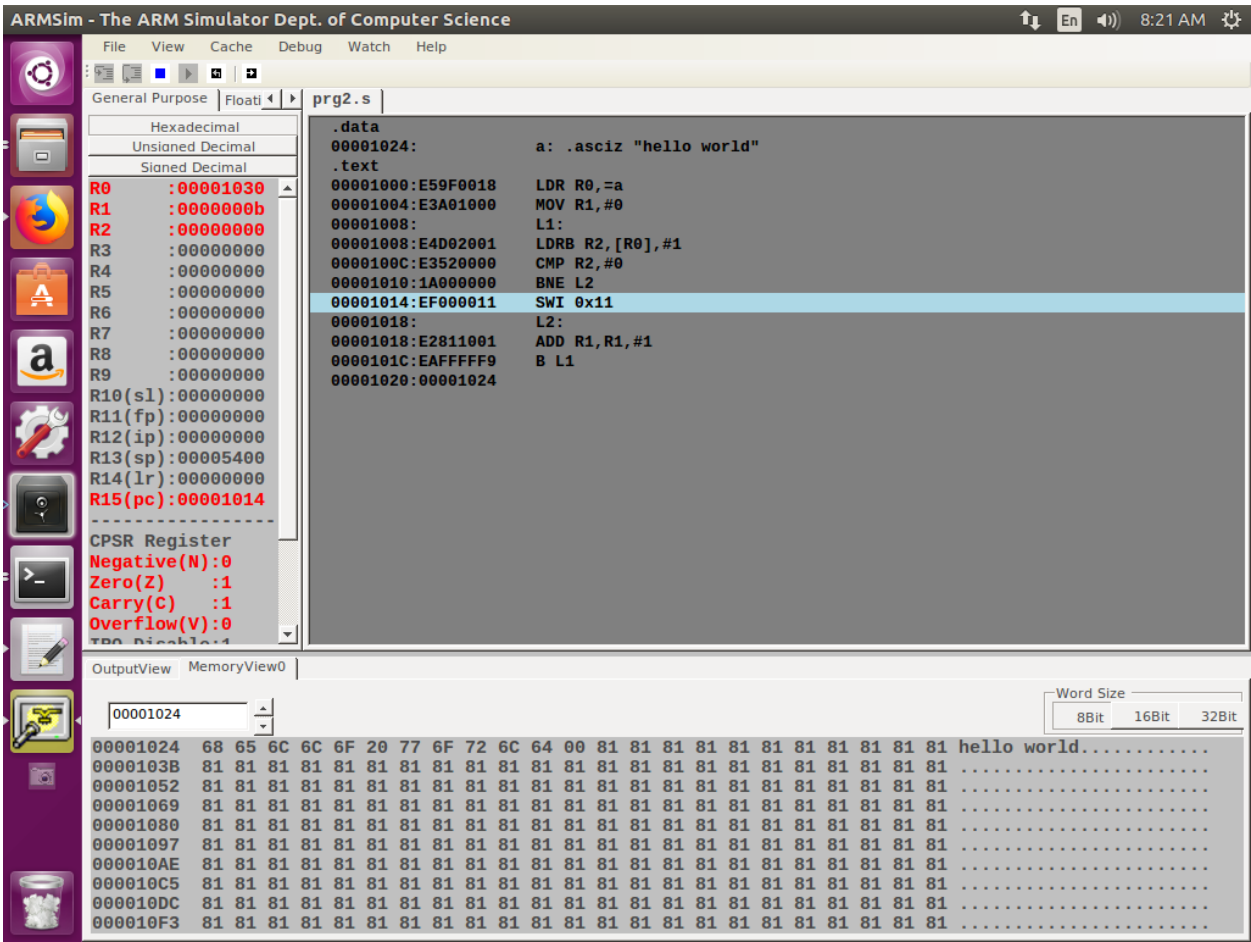 ARMSim - The ARM Simulator Dept. of Computer Science
En 8:21 AM
File View Cache Debug Watch Help
General Purpose Floati
prg2.s
Hexadecimal
Unsigned Decimal
Signed Decimal
R0 :00001030
R1 :0000000b
R2 :00000000
R3 :00000000
R4 :00000000
R5 :00000000
R6 :00000000
R7 :00000000
R8 :00000000
R9 :00000000
R10(sl):00000000
R11(fp):00000000
R12(ip):00000000
R13(sp):00005400
R14(lr):00000000
R15(pc):00001014
------------------
CPSR Register
Negative(N):0
Zero(Z) :1
Carry(C) :1
Overflow(V):0
IRQ Disable:1
.data
00001024: a: .asciz "hello world"
.text
00001000:E59F0018 LDR R0,=a
00001004:E3A01000 MOV R1,#0
00001008: L1:
00001008:E4D02001 LDRB R2,[R0],#1
0000100C:E3520000 CMP R2,#0
00001010:1A000000 BNE L2
00001014:EF000011 SWI 0x11
00001018: L2:
00001018:E2811001 ADD R1,R1,#1
0000101C:EAFFFFF9 B L1
00001020:00001024
OutputView MemoryView0
00001024
Word Size
8Bit 16Bit 32Bit
00001024 68 65 6C 6C 6F 20 77 6F 72 6C 64 00 81 81 81 81 81 81 81 81 81 81 81 hello world............
0000103B 81 81 81 81 81 81 81 81 81 81 81 81 81 81 81 81 81 81 81 81 81 81 81 .......................
00001052 81 81 81 81 81 81 81 81 81 81 81 81 81 81 81 81 81 81 81 81 81 81 81 .......................
00001069 81 81 81 81 81 81 81 81 81 81 81 81 81 81 81 81 81 81 81 81 81 81 81 .......................
00001080 81 81 81 81 81 81 81 81 81 81 81 81 81 81 81 81 81 81 81 81 81 81 81 .......................
00001097 81 81 81 81 81 81 81 81 81 81 81 81 81 81 81 81 81 81 81 81 81 81 81 .......................
000010AE 81 81 81 81 81 81 81 81 81 81 81 81 81 81 81 81 81 81 81 81 81 81 81 .......................
000010C5 81 81 81 81 81 81 81 81 81 81 81 81 81 81 81 81 81 81 81 81 81 81 81 .......................
000010DC 81 81 81 81 81 81 81 81 81 81 81 81 81 81 81 81 81 81 81 81 81 81 81 .......................
000010F3 81 81 81 81 81 81 81 81 81 81 81 81 81 81 81 81 81 81 81 81 81 81 81 .......................